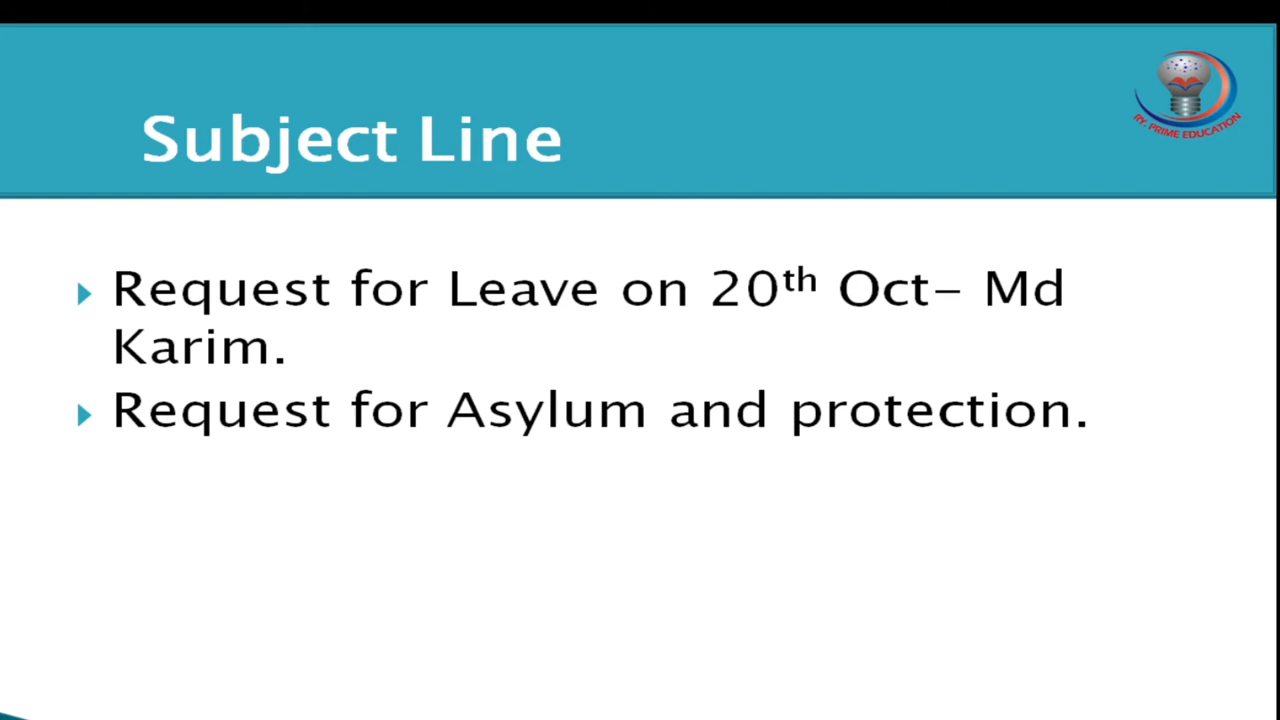 RY. PRIME EDUCATION
Subject Line
Request for Leave on 20th Oct– Md
Karim.
Request for Asylum and protection.